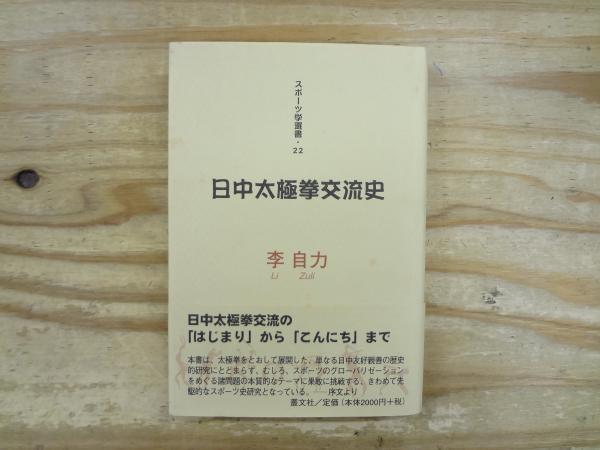 スポーツ学選書・22
日中太極拳交流史
李 自力
Li Zuli
日中太極拳交流の
「はじまり」から「こんにち」まで
本書は、太極拳をとおして展開した、単なる日中友好親善の歴史
的研究にとどまらず、むしろ、スポーツのグローバリゼーション
をめぐる諸問題の本質的なテーマに果敢に挑戦する、きわめて先
駆的なスポーツ史研究となっている。──序文より
叢文社/定価(本体2000円+税)